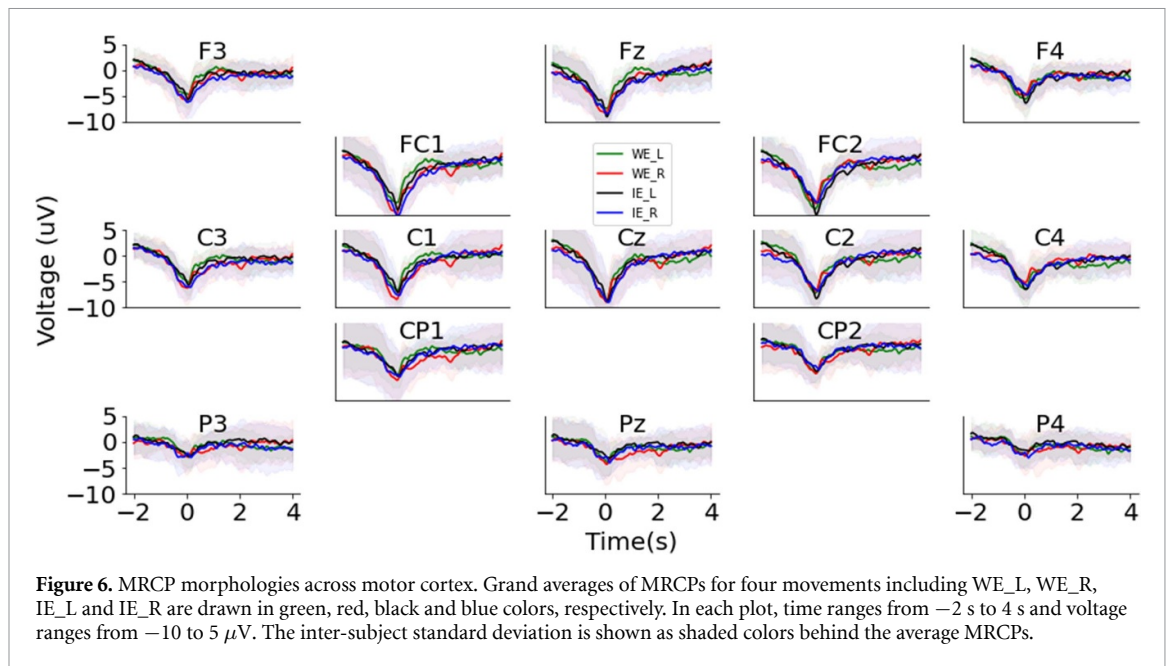 F3 Fz F4
5
0
−5
−10
FC1 FC2
WE_L
WE_R
IE_L
IE_R
Voltage (uV)
C3 C1 Cz C2 C4
5
0
−5
−10
CP1 CP2
P3 Pz P4
5
0
−5
−10
−2 0 2 4 −2 0 2 4 −2 0 2 4
Time(s)
Figure 6. MRCP morphologies across motor cortex. Grand averages of MRCPs for four movements including WE_L, WE_R,
IE_L and IE_R are drawn in green, red, black and blue colors, respectively. In each plot, time ranges from −2 s to 4 s and voltage
ranges from −10 to 5 μV. The inter-subject standard deviation is shown as shaded colors behind the average MRCPs.